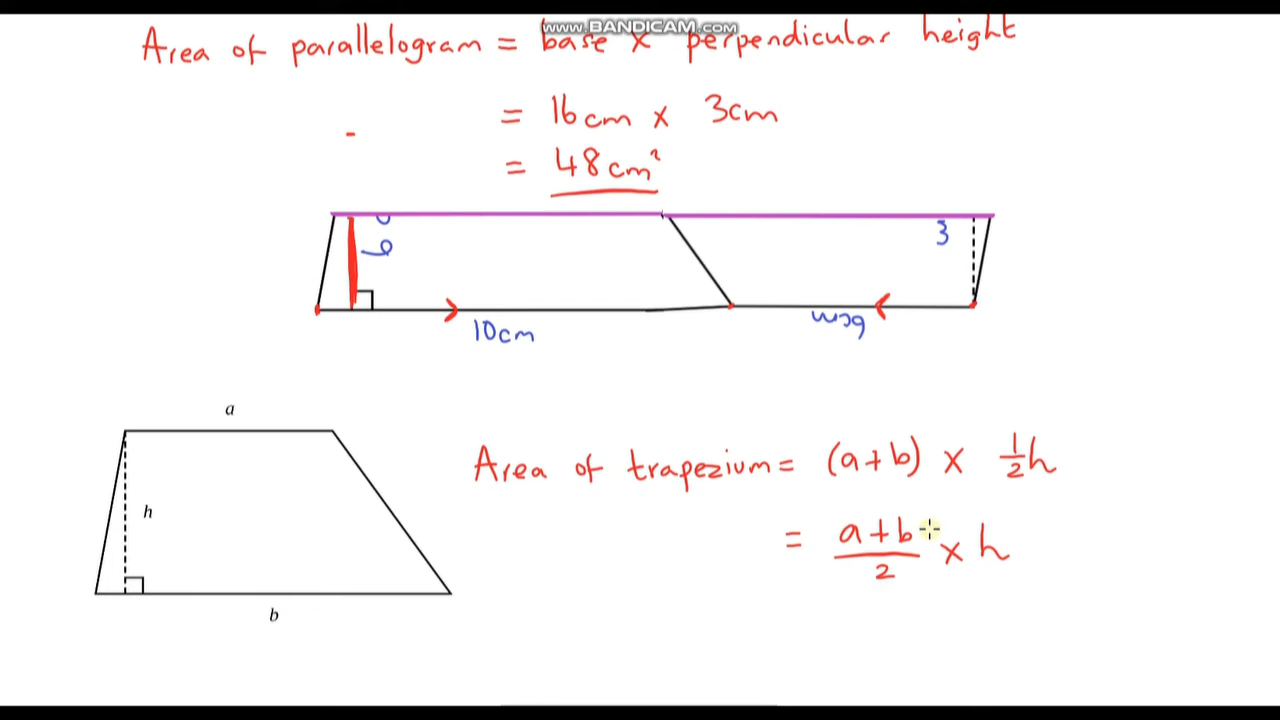 www.BANDICAM.com
Area of parallelogram = base x perpendicular height
= 16cm x 3cm
= 48cm²
10cm
6cm
a
h
b
Area of trapezium = (a+b) x ½h
= a+b/2 x h